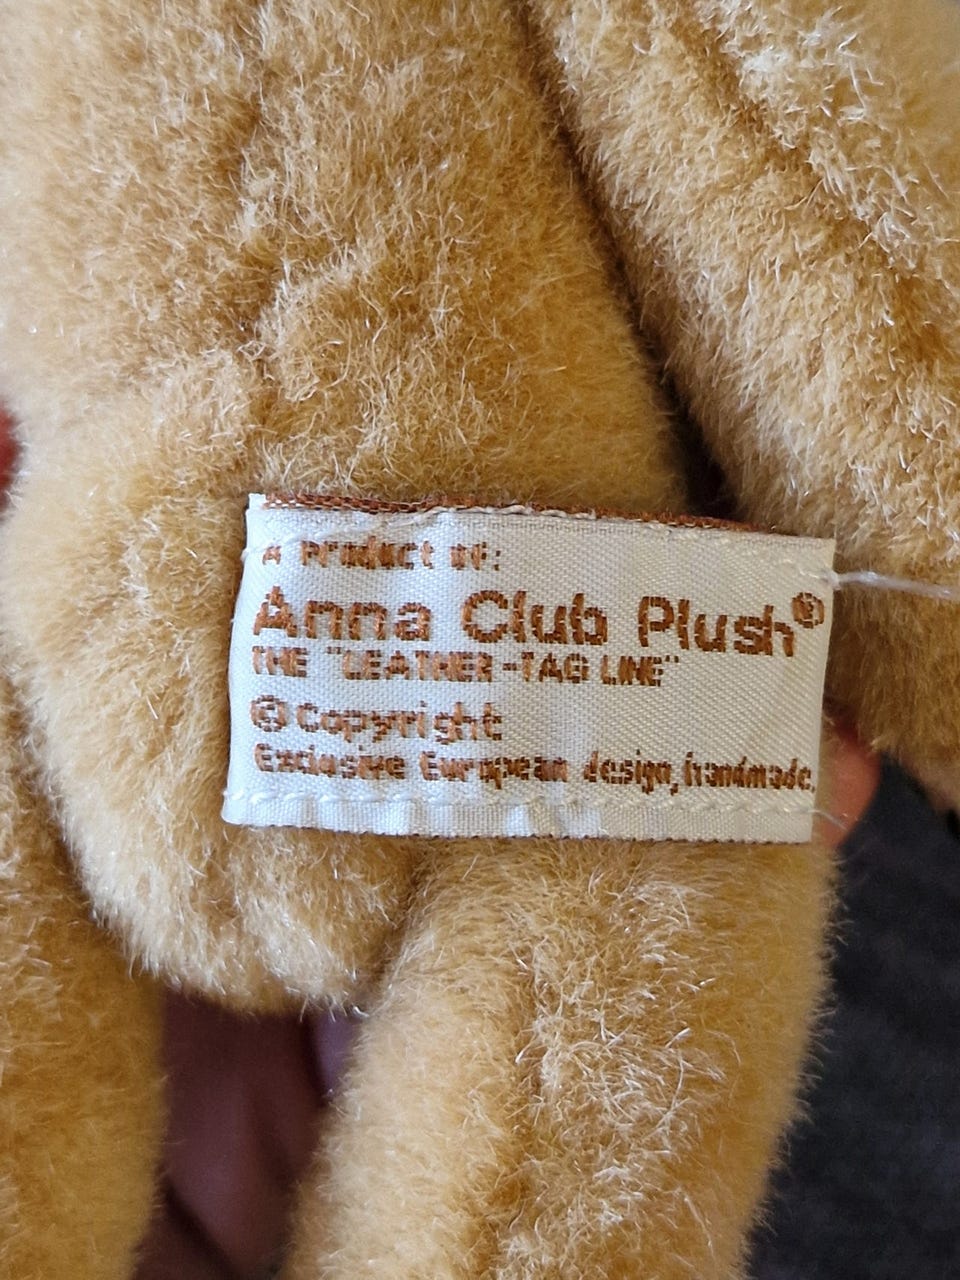 A Product of:
Anna Club Plush®
THE "LEATHER-TAG LINE"
© Copyright
Exclusive European design, handmade.